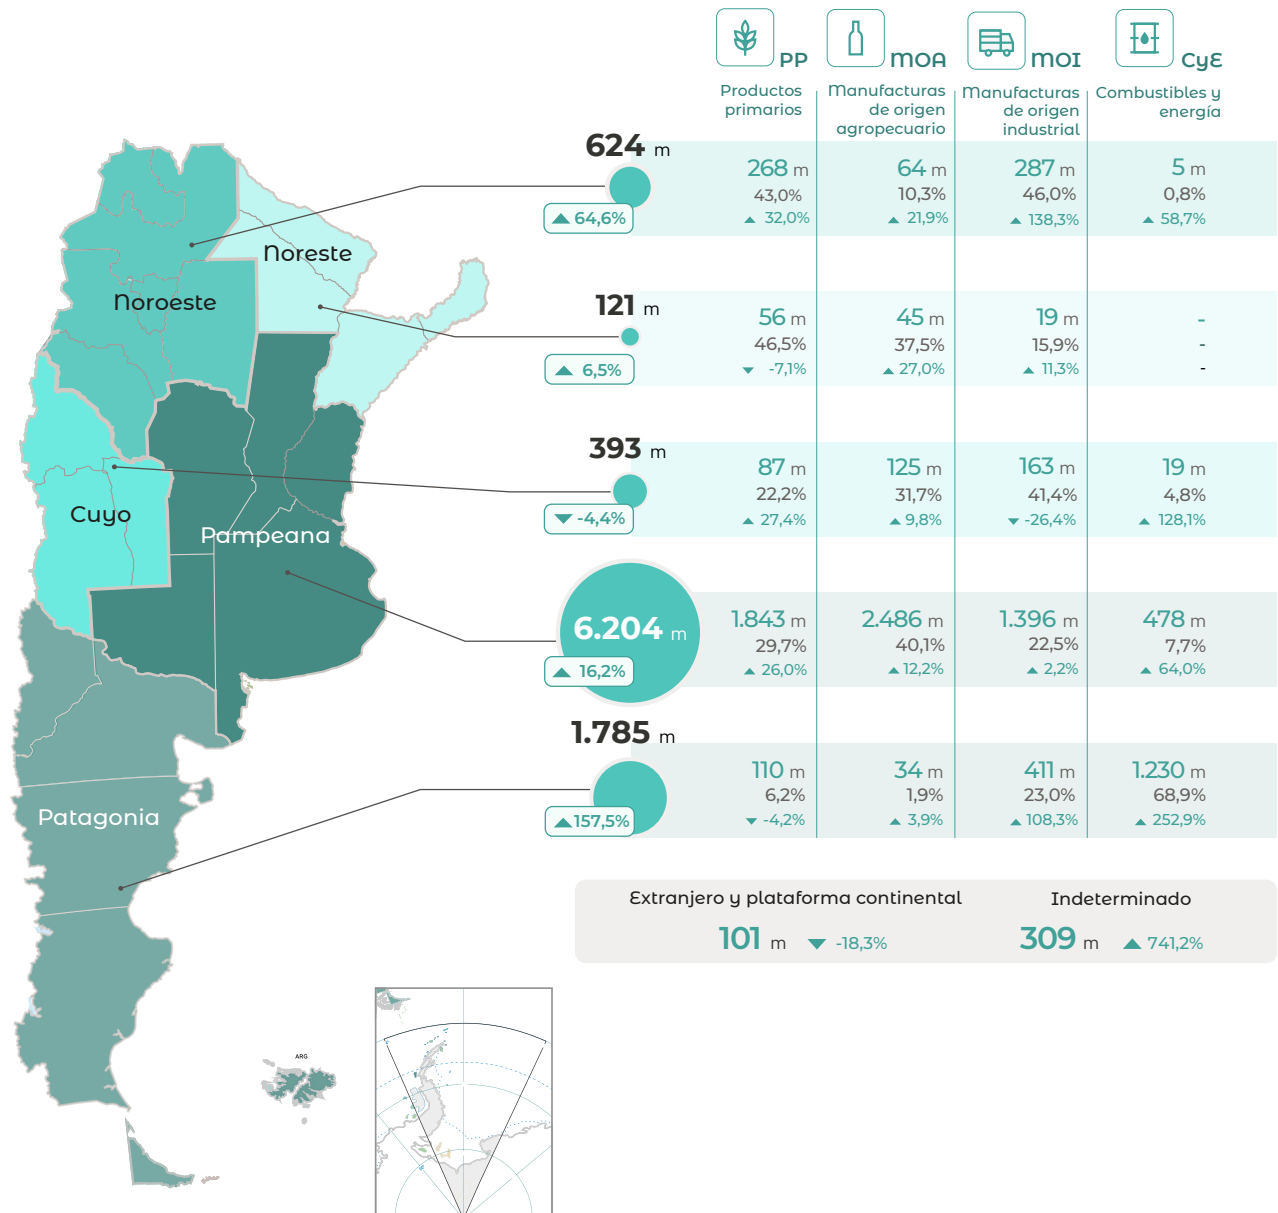 PP
MOA
MOI
CyE
Productos
primarios
Manufacturas
de origen
agropecuario
Manufacturas
de origen
industrial
Combustibles y
energía
Noroeste
Noreste
Cuyo
Pampeana
Patagonia
624 m
64,6%
268 m
43,0%
32,0%
64 m
10,3%
21,9%
287 m
46,0%
138,3%
5 m
0,8%
58,7%
121 m
6,5%
56 m
46,5%
-7,1%
45 m
37,5%
27,0%
19 m
15,9%
11,3%
-
-
-
393 m
-4,4%
87 m
22,2%
27,4%
125 m
31,7%
9,8%
163 m
41,4%
-26,4%
19 m
4,8%
128,1%
6.204 m
16,2%
1.843 m
29,7%
26,0%
2.486 m
40,1%
12,2%
1.396 m
22,5%
2,2%
478 m
7,7%
64,0%
1.785 m
157,5%
110 m
6,2%
-4,2%
34 m
1,9%
3,9%
411 m
23,0%
108,3%
1.230 m
68,9%
252,9%
Extranjero y plataforma continental
101 m -18,3%
Indeterminado
309 m 741,2%
ARG